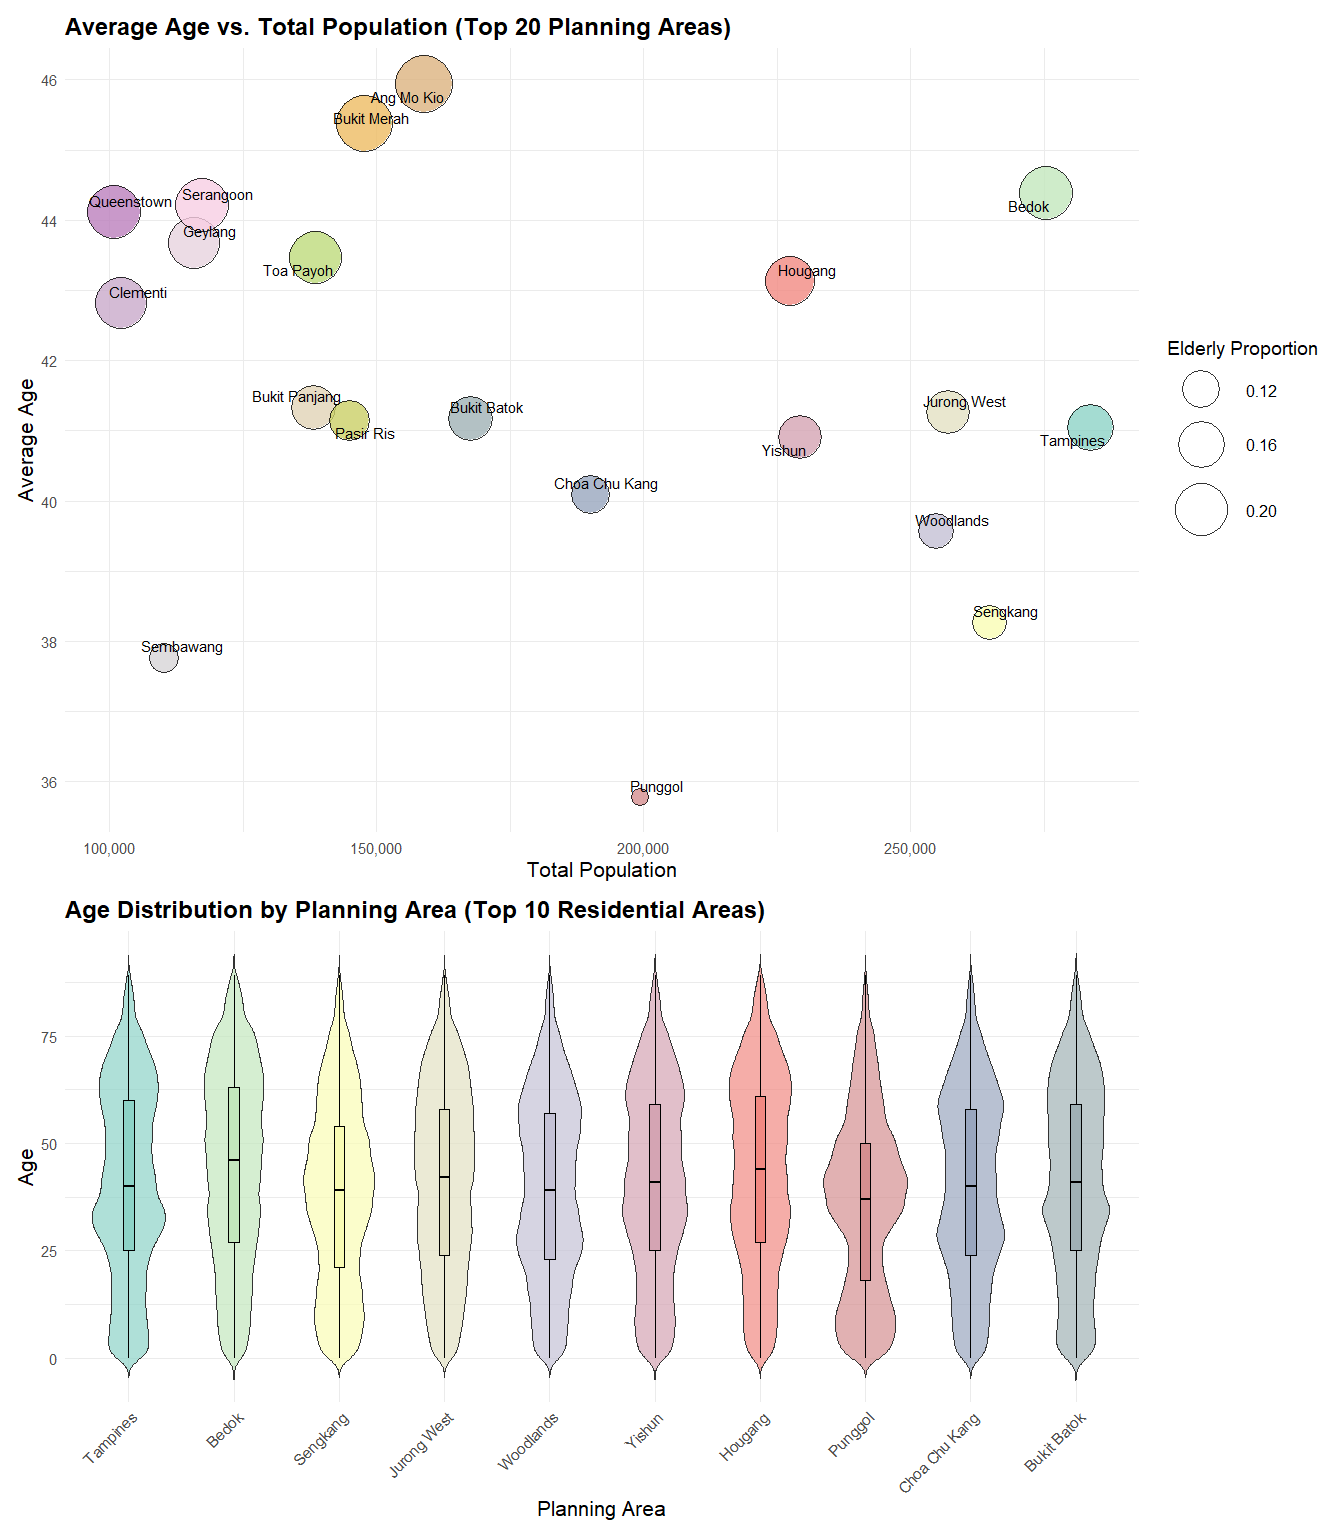 Average Age vs. Total Population (Top 20 Planning Areas)
46
44
42
40
38
36
Average Age
Ang Mo Kio
Bukit Merah
Queenstown
Serangoon
Geylang
Bedok
Toa Payoh
Hougang
Clementi
Bukit Panjang
Pasir Ris
Bukit Batok
Jurong West
Yishun
Tampines
Choa Chu Kang
Woodlands
Sengkang
Sembawang
Punggol
100,000
150,000
200,000
250,000
Total Population
Elderly Proportion
0.12
0.16
0.20
Age Distribution by Planning Area (Top 10 Residential Areas)
75
50
25
0
Age
Tampines
Bedok
Sengkang
Jurong West
Woodlands
Yishun
Hougang
Punggol
Choa Chu Kang
Bukit Batok
Planning Area